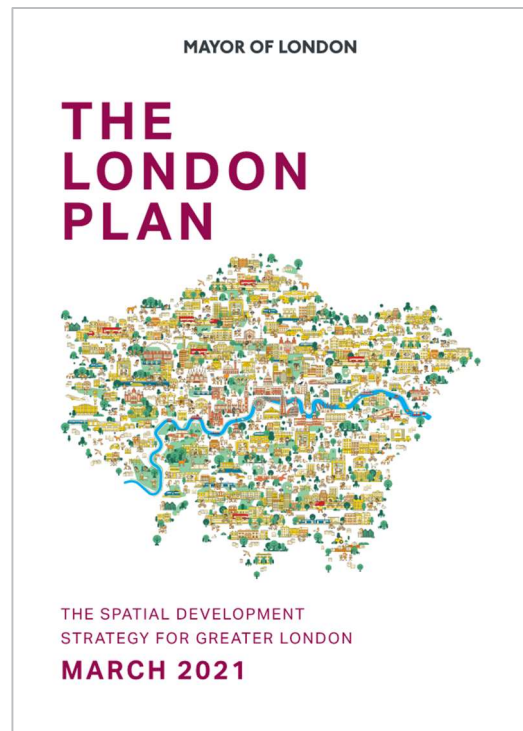 MAYOR OF LONDON
THE
LONDON
PLAN
THE SPATIAL DEVELOPMENT
STRATEGY FOR GREATER LONDON
MARCH 2021